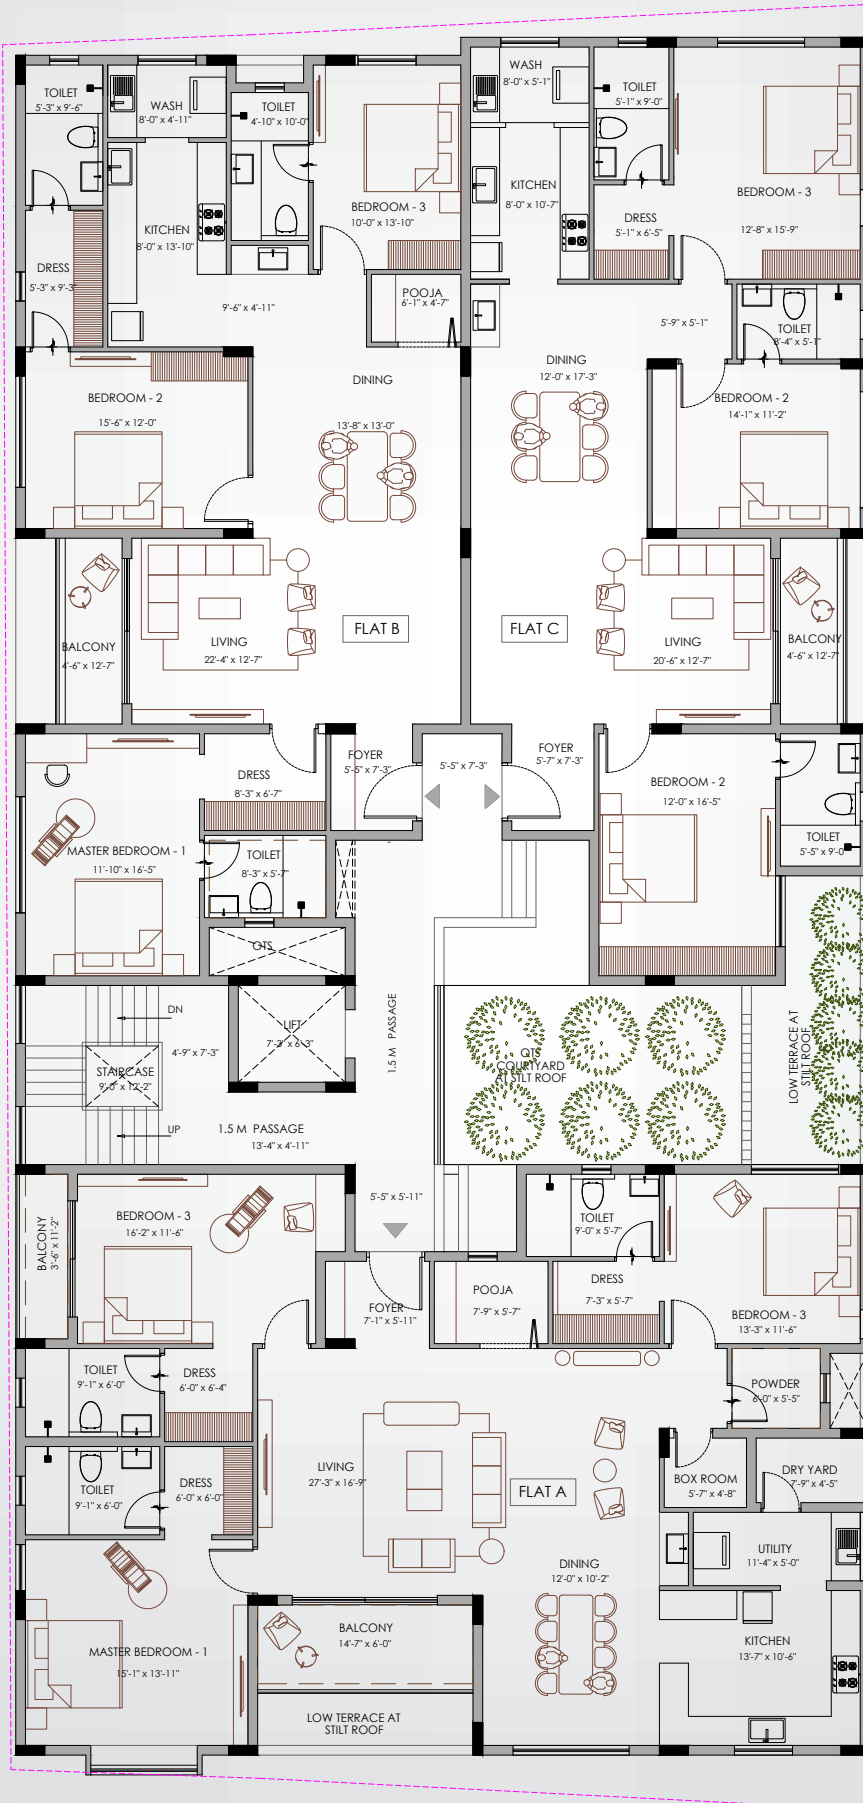 TOILET
5'-3" x 9'-6"
WASH
8'-0" x 4'-11"
TOILET
4'-10" x 10'-0"
BEDROOM - 3
10'-0" x 13'-10"
KITCHEN
8'-0" x 13'-10"
DRESS
5'-3" x 9'-3"
9'-6" x 4'-11"
POOJA
6'-1" x 4'-7"
BEDROOM - 2
15'-6" x 12'-0"
DINING
13'-8" x 13'-0"
BALCONY
4'-6" x 12'-7"
LIVING
22'-4" x 12'-7"
FLAT B
WASH
8'-0" x 5'-1"
TOILET
5'-1" x 9'-0"
KITCHEN
8'-0" x 10'-7"
DRESS
5'-1" x 6'-5"
BEDROOM - 3
12'-8" x 15'-9"
5'-9" x 5'-1"
TOILET
8'-4" x 5'-1"
DINING
12'-0" x 17'-3"
BEDROOM - 2
14'-1" x 11'-2"
FLAT C
LIVING
20'-6" x 12'-7"
BALCONY
4'-6" x 12'-7"
DRESS
8'-3" x 6'-7"
FOYER
5'-5" x 7'-3"
5'-5" x 7'-3"
FOYER
5'-7" x 7'-3"
BEDROOM - 2
12'-0" x 16'-5"
TOILET
5'-5" x 9'-0"
MASTER BEDROOM - 1
11'-10" x 16'-5"
TOILET
8'-3" x 5'-7"
OTS
DN
LIFT
7'-3" x 6'-3"
4'-9" x 7'-3"
STAIRCASE
9'-0" x 12'-2"
UP
1.5 M PASSAGE
13'-4" x 4'-11"
1.5 M PASSAGE
OTS
COURTYARD
AT STILT ROOF
LOW TERRACE AT
STILT ROOF
BALCONY
3'-6" x 11'-2"
BEDROOM - 3
16'-2" x 11'-6"
5'-5" x 5'-11"
TOILET
9'-0" x 5'-7"
DRESS
7'-3" x 5'-7"
POOJA
7'-9" x 5'-7"
FOYER
7'-1" x 5'-11"
BEDROOM - 3
13'-3" x 11'-6"
TOILET
9'-1" x 6'-0"
DRESS
6'-0" x 6'-4"
POWDER
6'-0" x 5'-5"
TOILET
9'-1" x 6'-0"
DRESS
6'-0" x 6'-0"
LIVING
27'-3" x 16'-9"
FLAT A
BOX ROOM
5'-7" x 4'-8"
DRY YARD
7'-9" x 4'-5"
UTILITY
11'-4" x 5'-0"
DINING
12'-0" x 10'-2"
KITCHEN
13'-7" x 10'-6"
MASTER BEDROOM - 1
15'-1" x 13'-11"
BALCONY
14'-7" x 6'-0"
LOW TERRACE AT
STILT ROOF